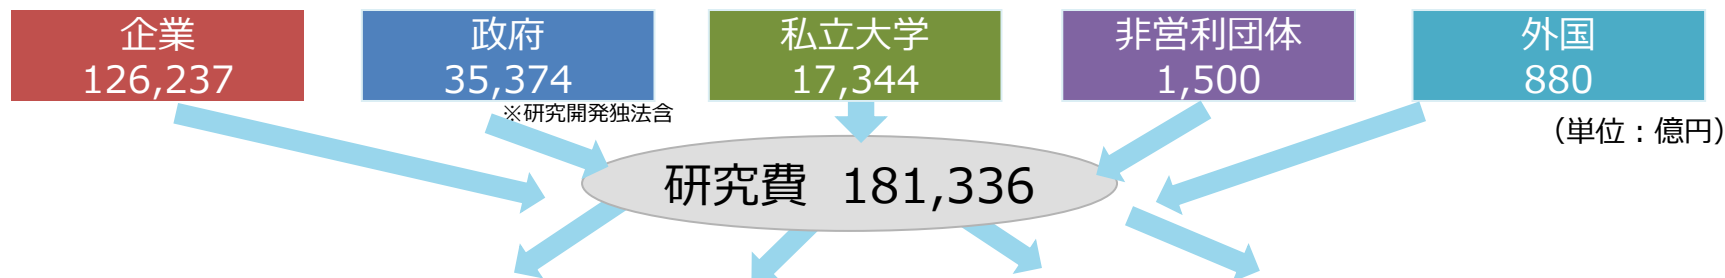 企業
126,237
政府
35,374
※研究開発独法含
私立大学
17,344
非営利団体
1,500
外国
880
（単位：億円）
研究費 181,336